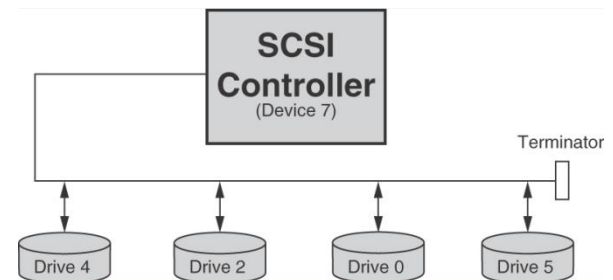 SCSI
Controller
(Device 7)
Terminator
Drive 4
Drive 2
Drive 0
Drive 5